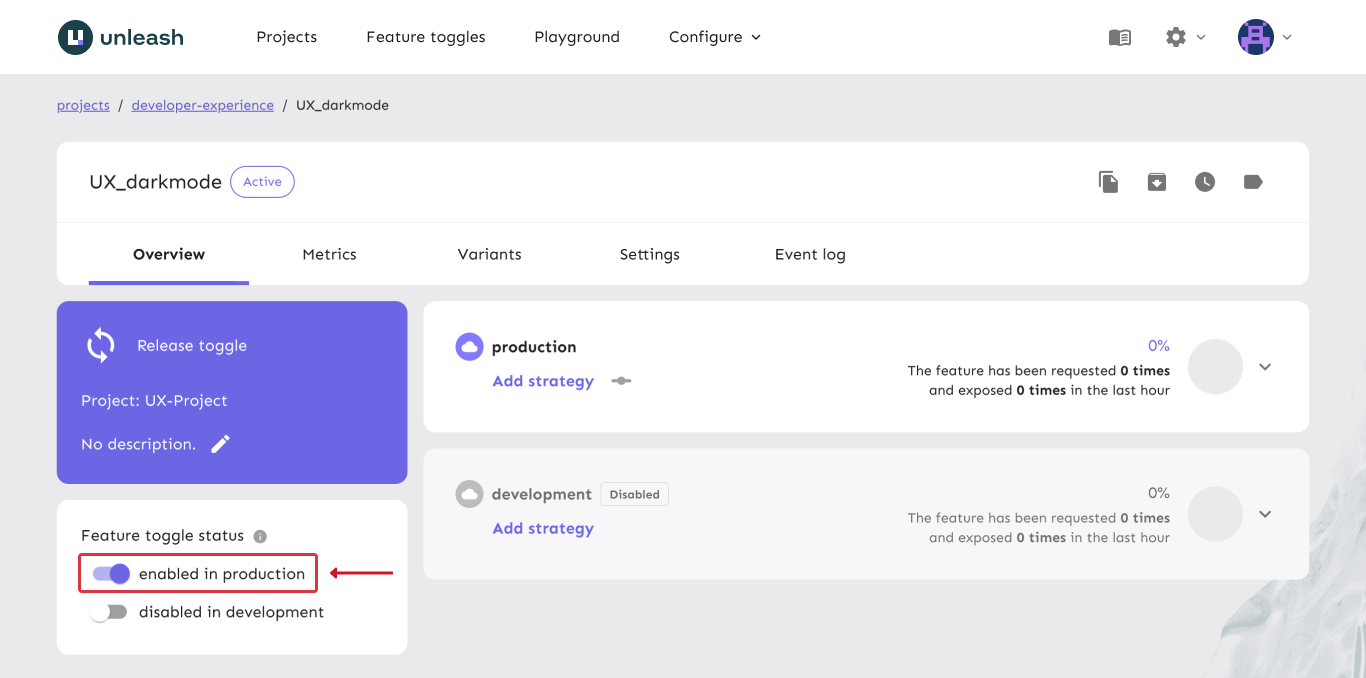 unleash
Projects
Feature toggles
Playground
Configure
projects / developer-experience / UX_darkmode
UX_darkmode
Active
Overview
Metrics
Variants
Settings
Event log
Release toggle
Project: UX-Project
No description.
Feature toggle status
enabled in production
disabled in development
production
Add strategy
0%
The feature has been requested 0 times
and exposed 0 times in the last hour
development
Disabled
Add strategy
0%
The feature has been requested 0 times
and exposed 0 times in the last hour